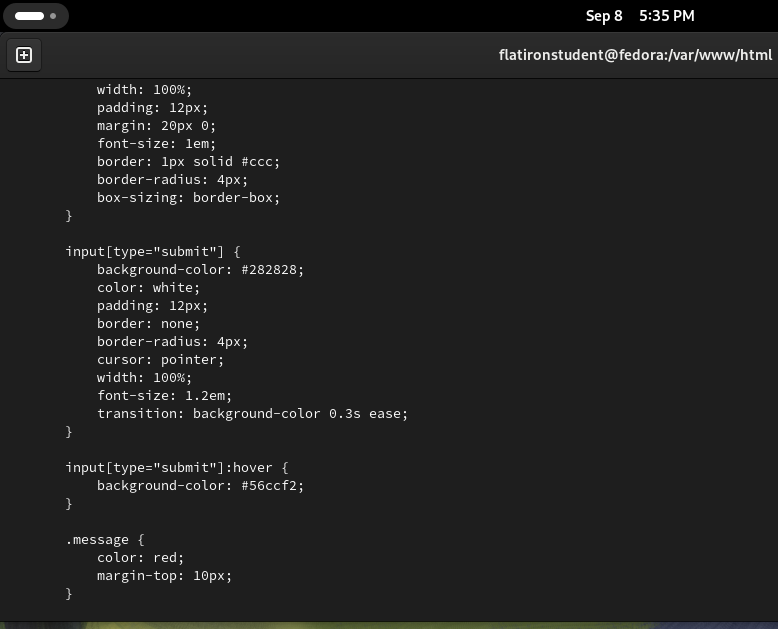 Sep 8 5:35 PM
flatironstudent@fedora:/var/www/html
width: 100%;
padding: 12px;
margin: 20px 0;
font-size: 1em;
border: 1px solid #ccc;
border-radius: 4px;
box-sizing: border-box;
}
input[type="submit"] {
background-color: #282828;
color: white;
padding: 12px;
border: none;
border-radius: 4px;
cursor: pointer;
width: 100%;
font-size: 1.2em;
transition: background-color 0.3s ease;
}
input[type="submit"]:hover {
background-color: #56ccf2;
}
.message {
color: red;
margin-top: 10px;
}